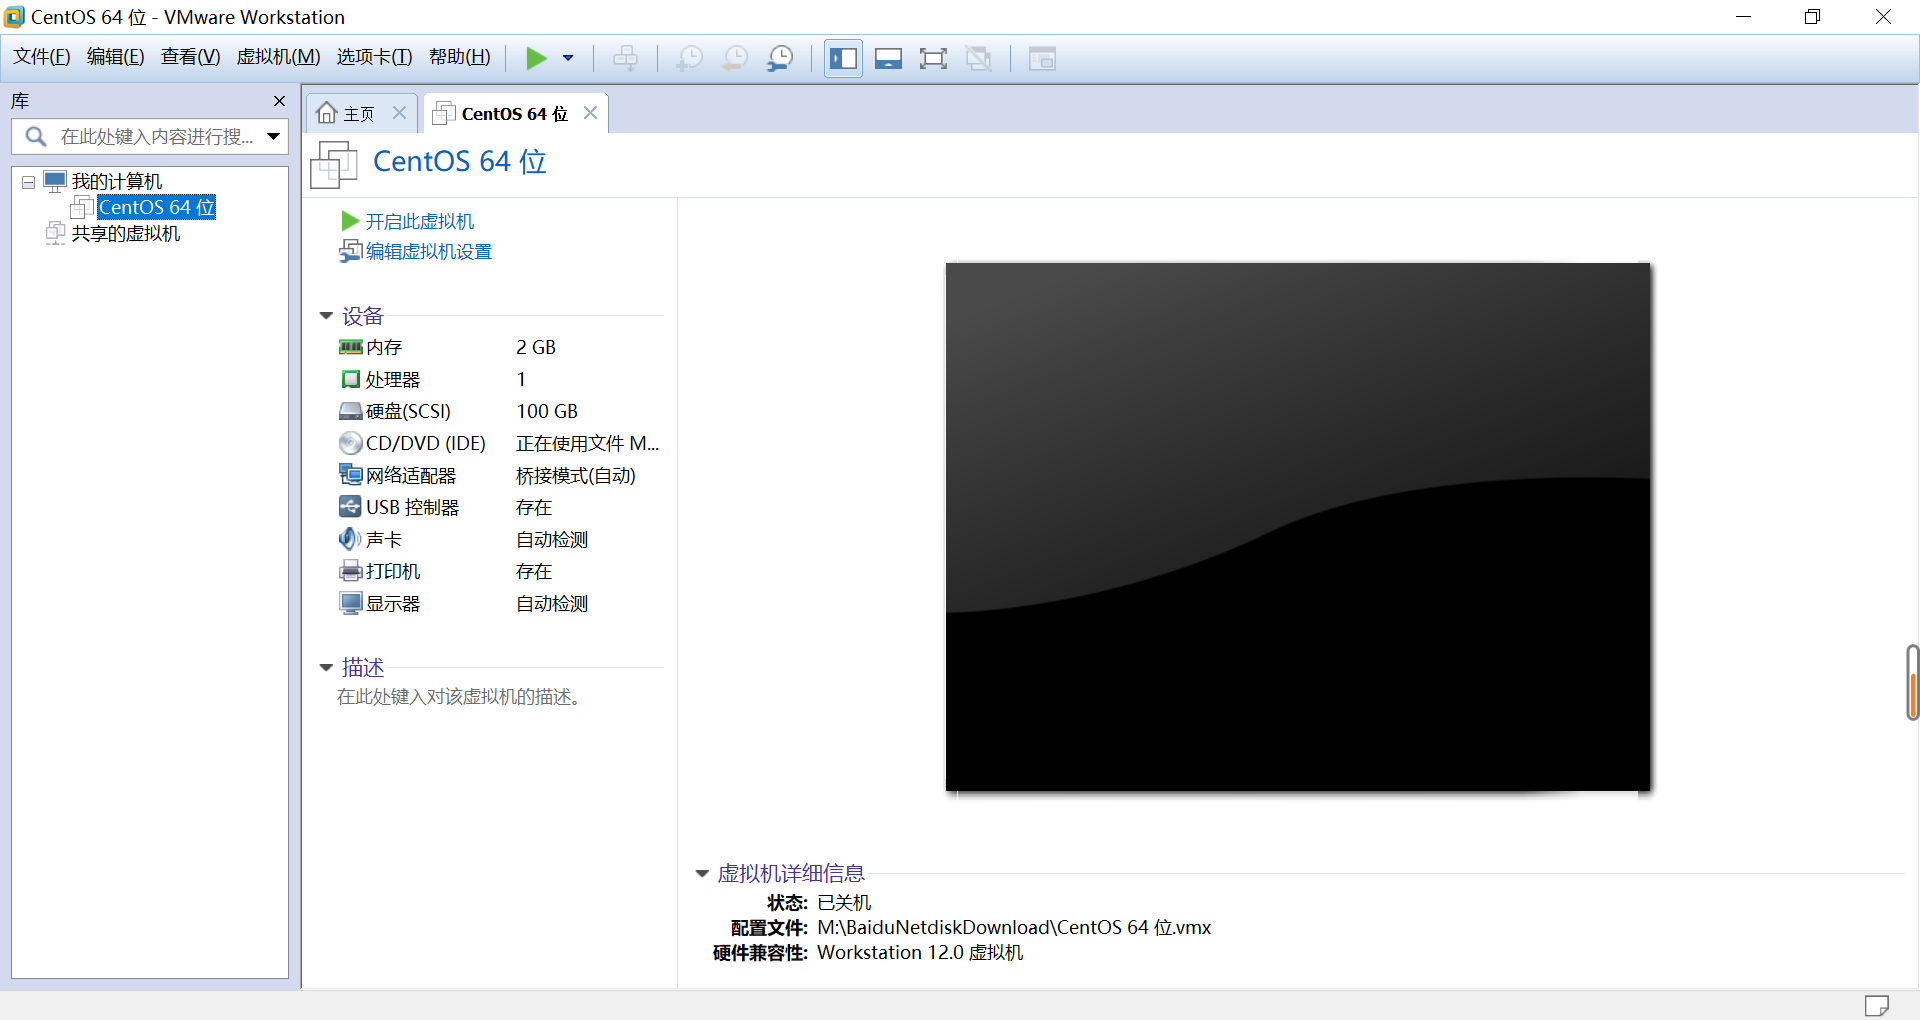 CentOS 64 位 - VMware Workstation
文件(F) 编辑(E) 查看(V) 虚拟机(M) 选项卡(T) 帮助(H)
库
在此处键入内容进行搜...
我的计算机
CentOS 64 位
共享的虚拟机
主页
CentOS 64 位
CentOS 64 位
开启此虚拟机
编辑虚拟机设置
设备
内存 2 GB
处理器 1
硬盘(SCSI) 100 GB
CD/DVD (IDE) 正在使用文件 M...
网络适配器 桥接模式(自动)
USB 控制器 存在
声卡 自动检测
打印机 存在
显示器 自动检测
描述
在此处键入对该虚拟机的描述。
虚拟机详细信息
状态: 已关机
配置文件: M:\BaiduNetdiskDownload\CentOS 64 位.vmx
硬件兼容性: Workstation 12.0 虚拟机